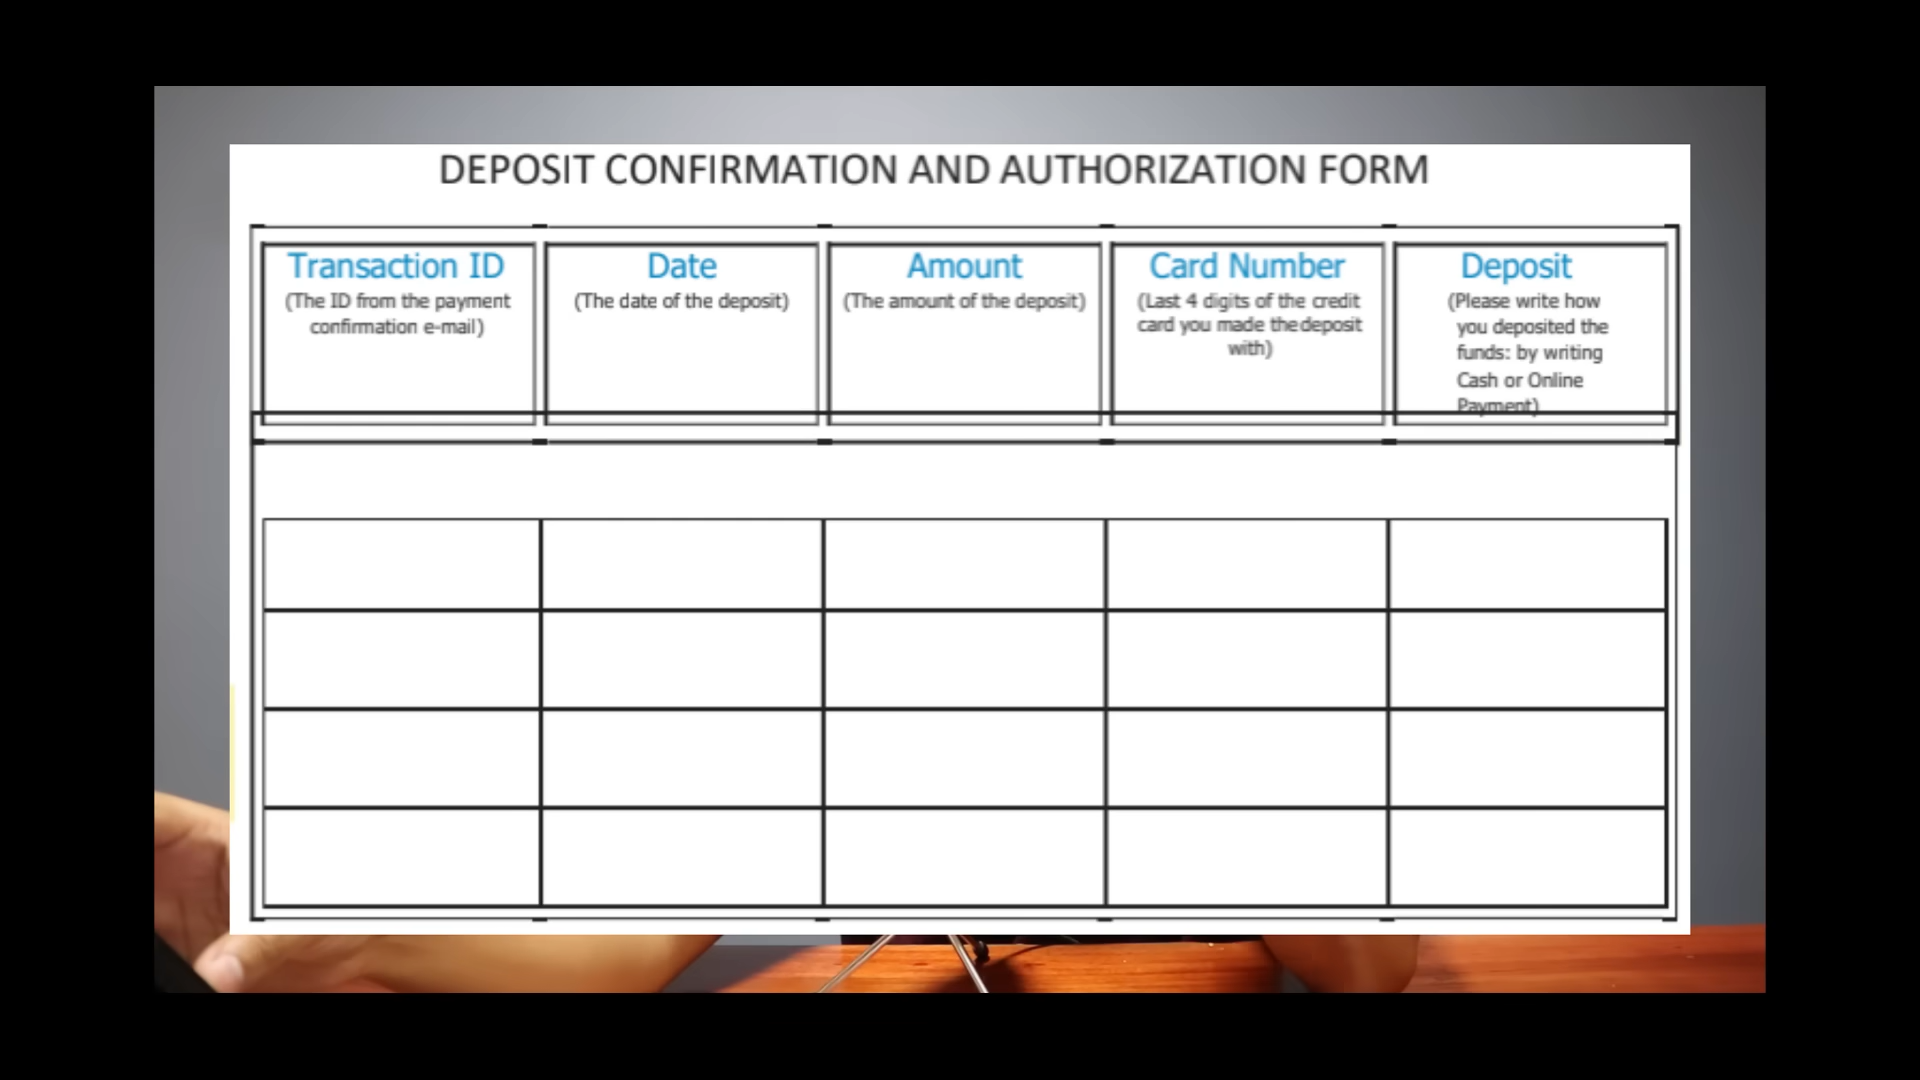 DEPOSIT CONFIRMATION AND AUTHORIZATION FORM
Transaction ID
(The ID from the payment
confirmation e-mail)
Date
(The date of the deposit)
Amount
(The amount of the deposit)
Card Number
(Last 4 digits of the credit
card you made the deposit
with)
Deposit
(Please write how
you deposited the
funds: by writing
Cash or Online
Payment)